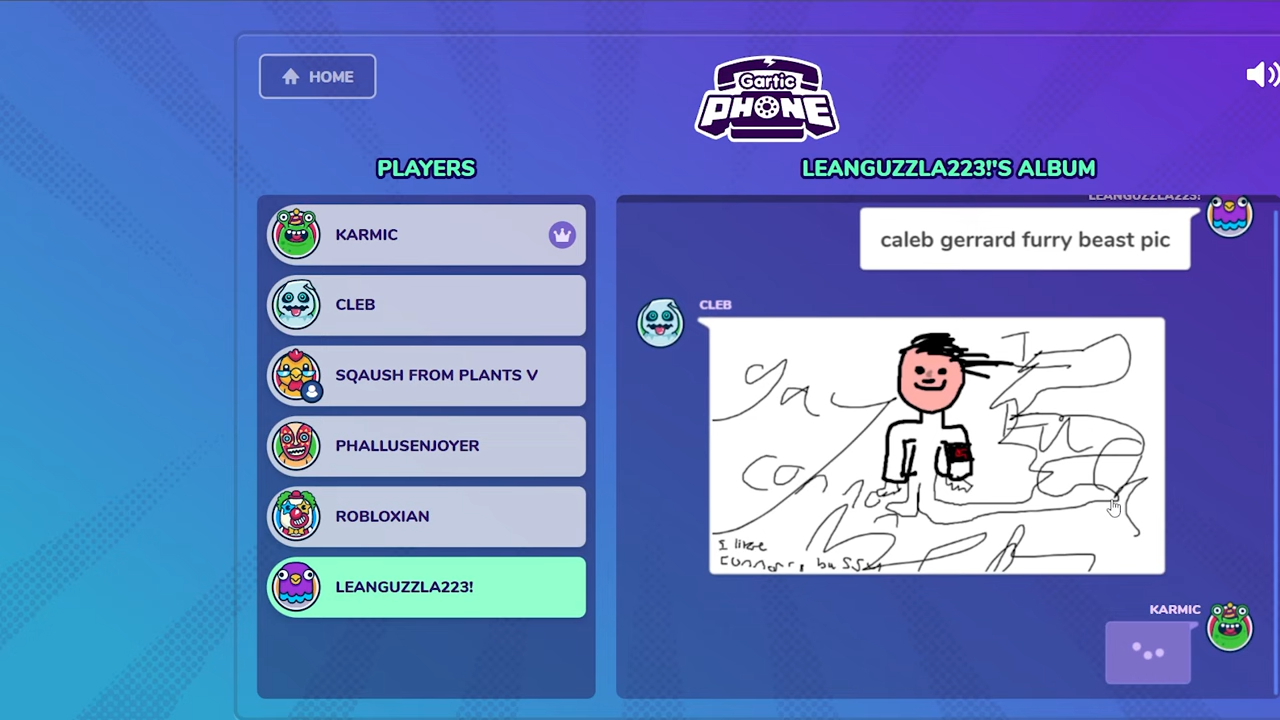 HOME
Gartic
PHONE
PLAYERS
LEANGUZZLA223!'S ALBUM
KARMIC
CLEB
SQAUSH FROM PLANTS V
PHALLUSENJOYER
ROBLOXIAN
LEANGUZZLA223!
LEANGUZZLA223!
caleb gerrard furry beast pic
CLEB
gay
I like
KARMIC